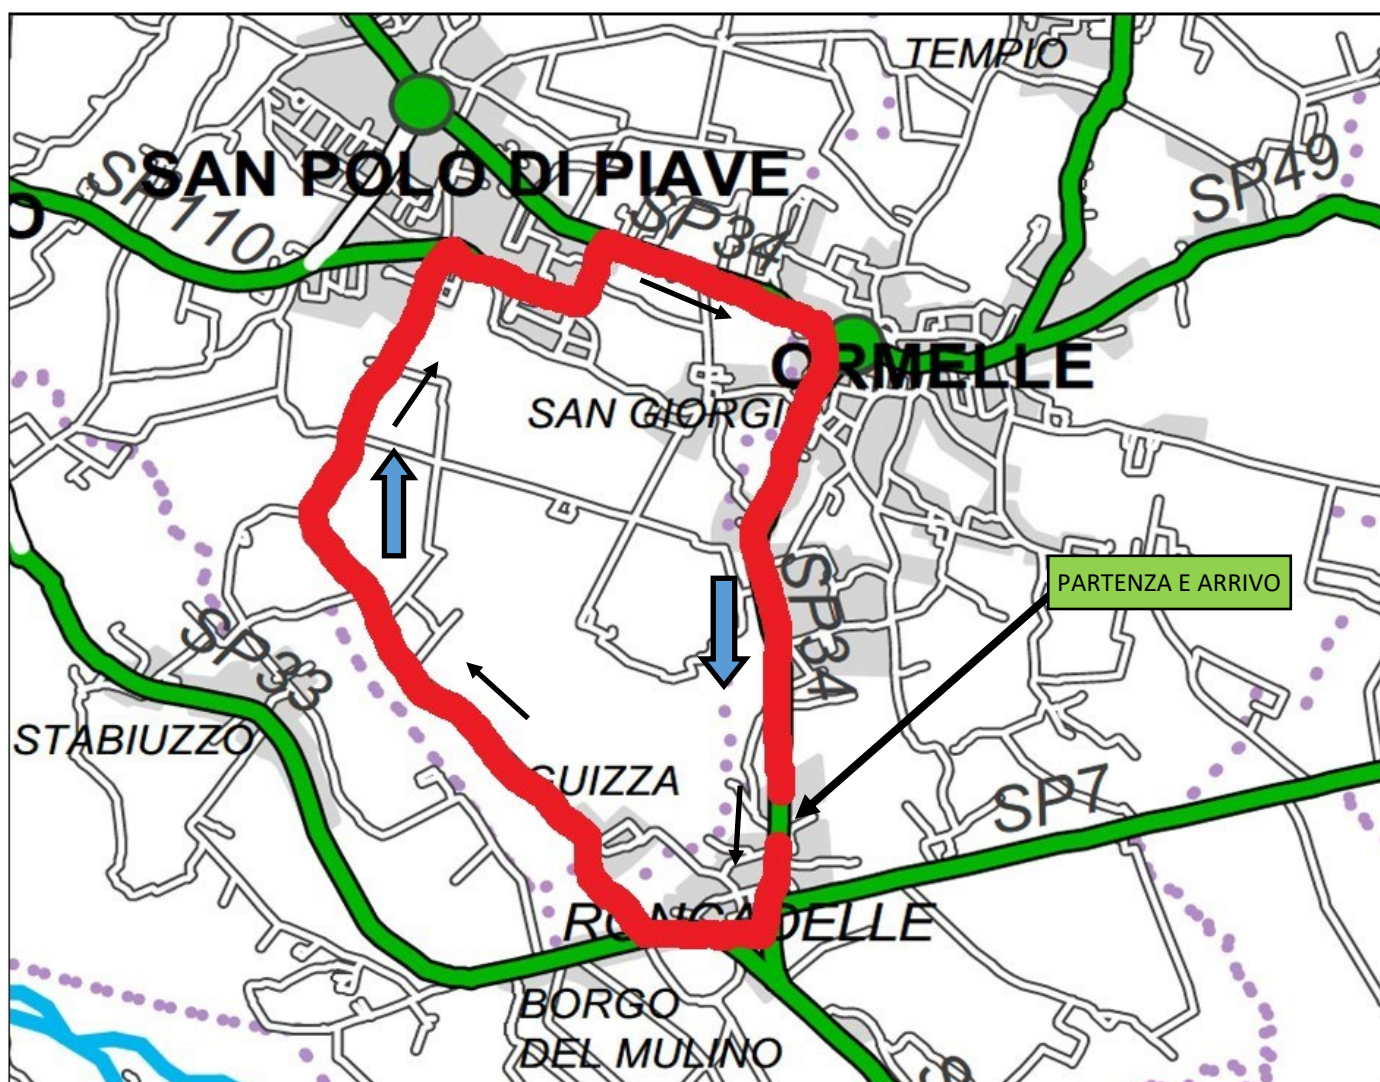 TEMPIO
SP49
SAN POLO DI PIAVE
SP110
O
SP34
ORMELLE
SAN GIORGI
PARTENZA E ARRIVO
SP34
SP33
STABIUZZO
GUIZZA
SP7
RONCADELLE
BORGO
DEL MULINO